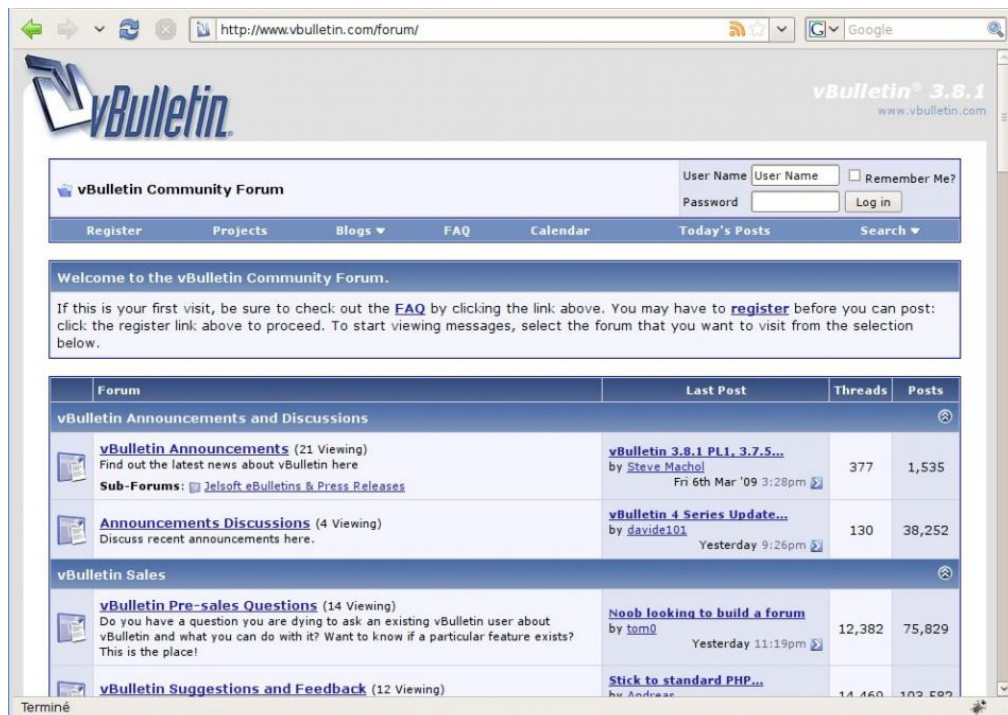 http://www.vbulletin.com/forum/
Google
vBulletin
vBulletin® 3.8.1
www.vbulletin.com
vBulletin Community Forum
User Name User Name Remember Me?
Password Log in
Register Projects Blogs FAQ Calendar Today's Posts Search
Welcome to the vBulletin Community Forum.
If this is your first visit, be sure to check out the FAQ by clicking the link above. You may have to register before you can post:
click the register link above to proceed. To start viewing messages, select the forum that you want to visit from the selection
below.
Forum Last Post Threads Posts
vBulletin Announcements and Discussions
vBulletin Announcements (21 Viewing)
Find out the latest news about vBulletin here
Sub-Forums: Jelsoft eBulletins & Press Releases
vBulletin 3.8.1 PL1, 3.7.5...
by Steve Machol
Fri 6th Mar '09 3:28pm
377 1,535
Announcements Discussions (4 Viewing)
Discuss recent announcements here.
vBulletin 4 Series Update...
by davide101
Yesterday 9:26pm
130 38,252
vBulletin Sales
vBulletin Pre-sales Questions (14 Viewing)
Do you have a question you are dying to ask an existing vBulletin user about
vBulletin and what you can do with it? Want to know if a particular feature exists?
This is the place!
Noob looking to build a forum
by tom0
Yesterday 11:19pm
12,382 75,829
vBulletin Suggestions and Feedback (12 Viewing)
Stick to standard PHP...
by Andreas
14,469 103,582
Terminé